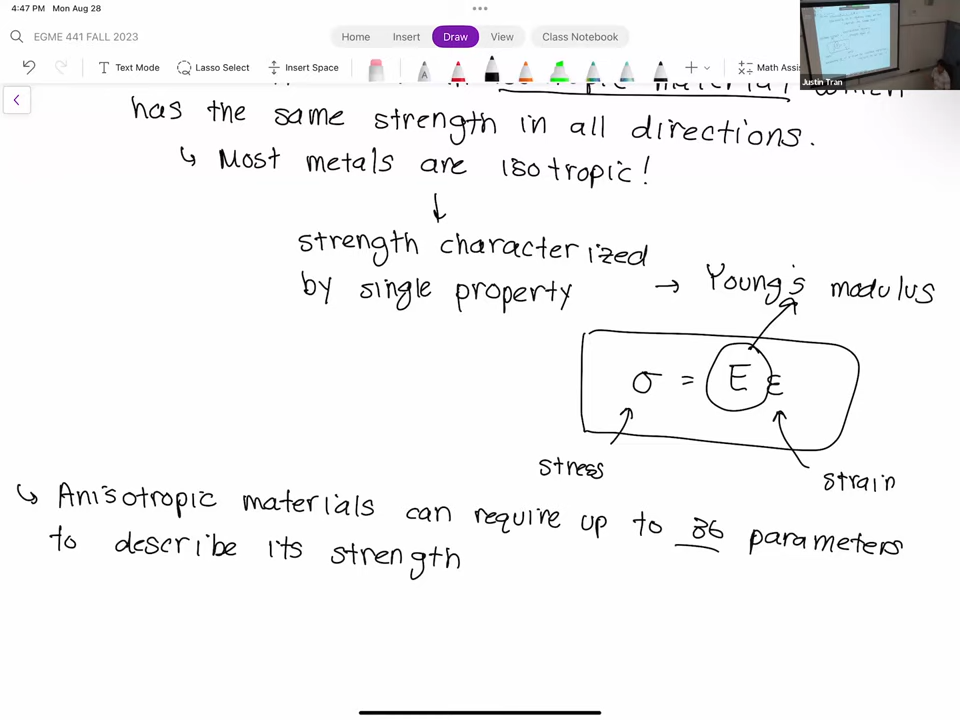 4:47 PM Mon Aug 28
EGME 441 FALL 2023
Home Insert Draw View Class Notebook
Text Mode Lasso Select Insert Space Math Assis
Justin Tran
material, which
has the same strength in all directions.
↳ Most metals are isotropic!
↓
strength characterized
by single property → Young's modulus
σ = E ε
stress
strain
↳ Anisotropic materials can require up to 36 parameters
to describe its strength